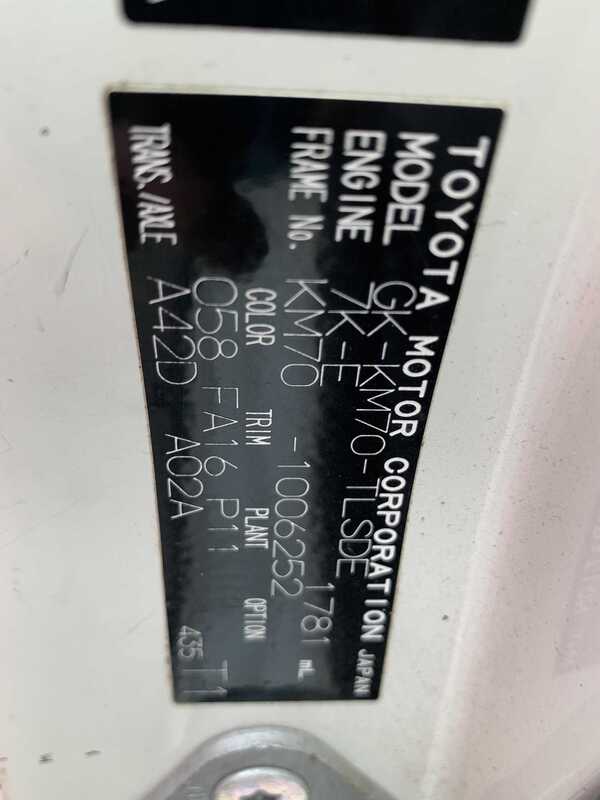 TOYOTA MOTOR CORPORATION JAPAN
MODEL GK-KM70-TLSDE
ENGINE 7K-E 1781 mL
FRAME No. KM70 -1006252
COLOR TRIM PLANT OPTION
058 FA16 P11
TRANS./AXLE A42D A02A 435 T1